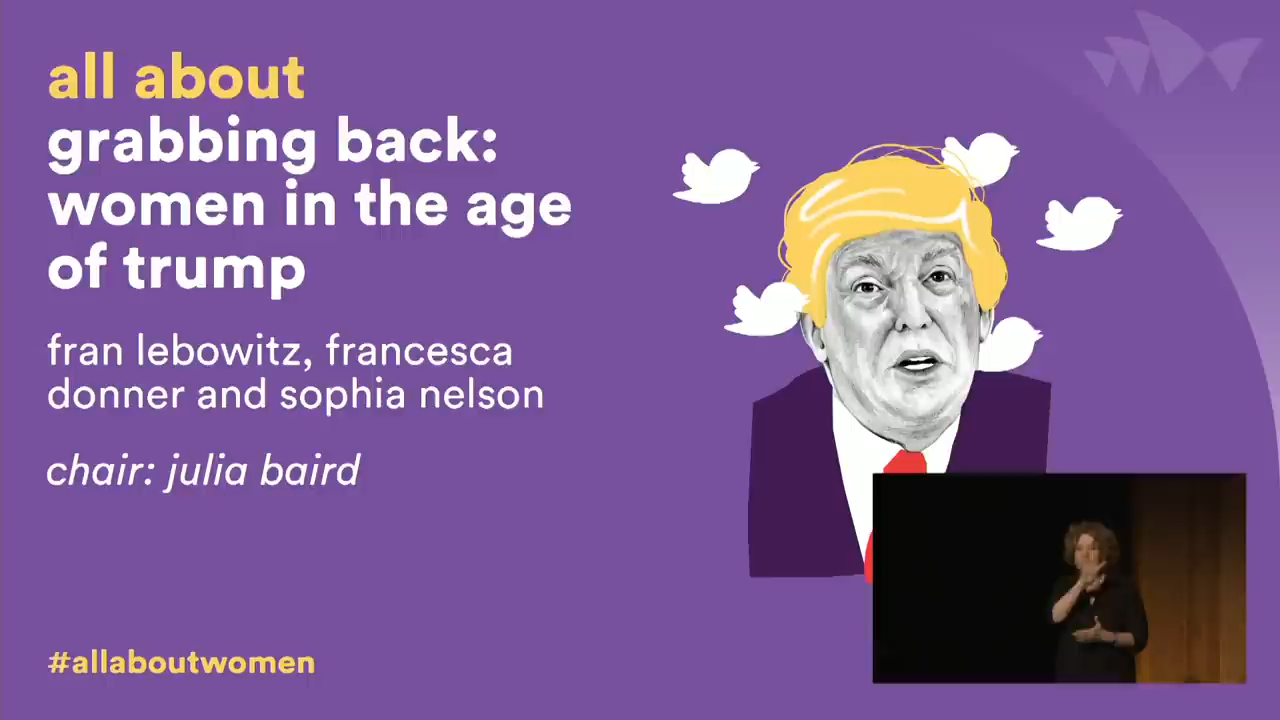 all about
grabbing back:
women in the age
of trump
fran lebowitz, francesca
donner and sophia nelson
chair: julia baird
#allaboutwomen